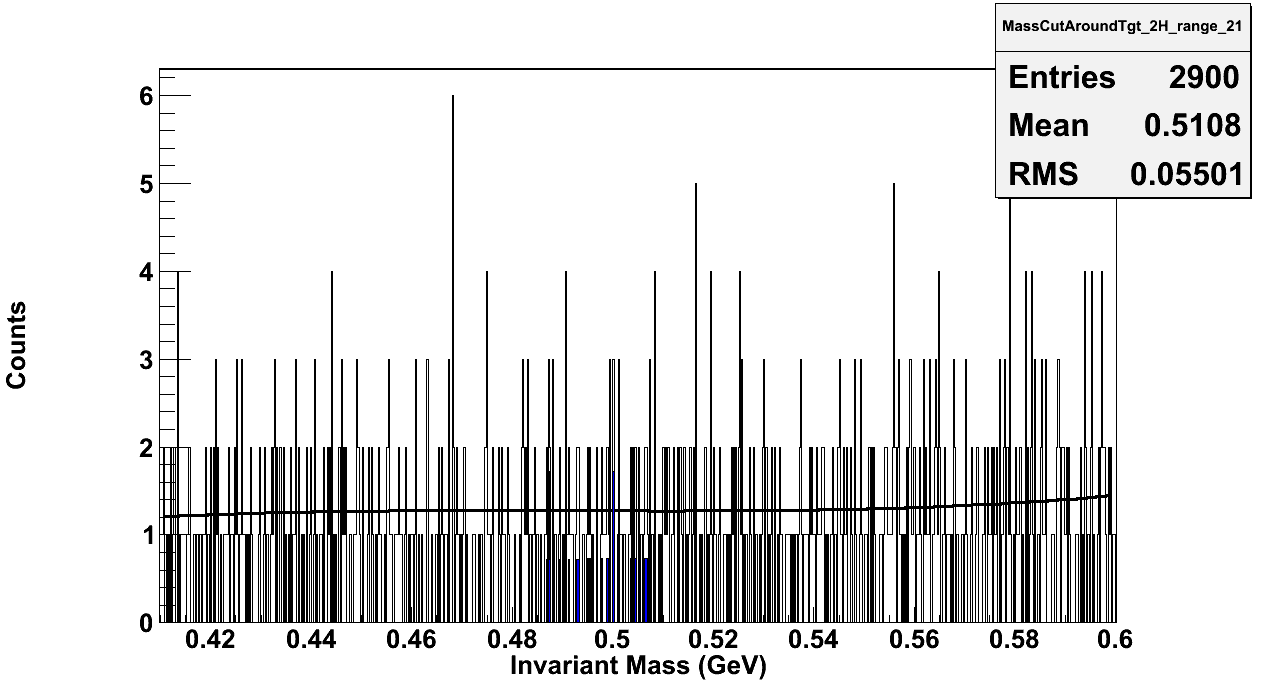 MassCutAroundTgt_2H_range_21
Entries 2900
Mean 0.5108
RMS 0.05501
Counts
6
5
4
3
2
1
0
0.42 0.44 0.46 0.48 0.5 0.52 0.54 0.56 0.58 0.6
Invariant Mass (GeV)